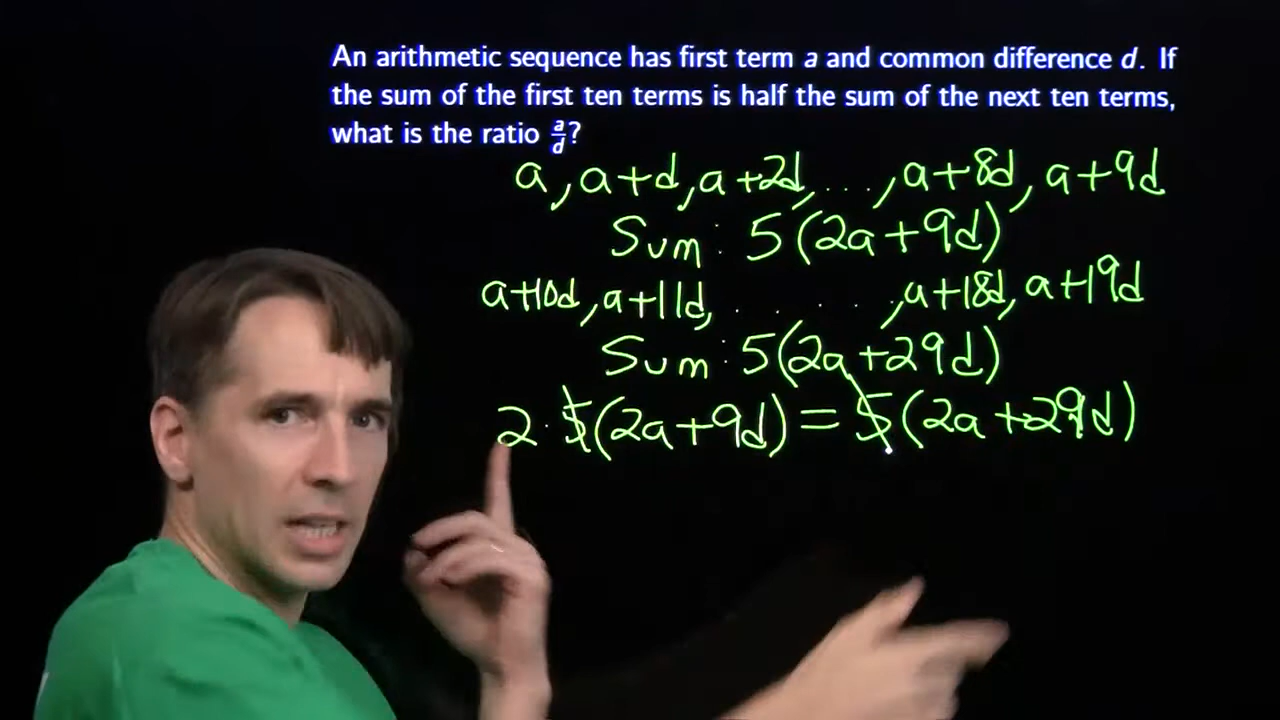 An arithmetic sequence has first term a and common difference d. If
the sum of the first ten terms is half the sum of the next ten terms,
what is the ratio a/d?
a, a+d, a+2d, ..., a+8d, a+9d
Sum: 5(2a+9d)
a+10d, a+11d, . . . . ., a+18d, a+19d
Sum: 5(2a+29d)
2·5(2a+9d) = 5(2a+29d)